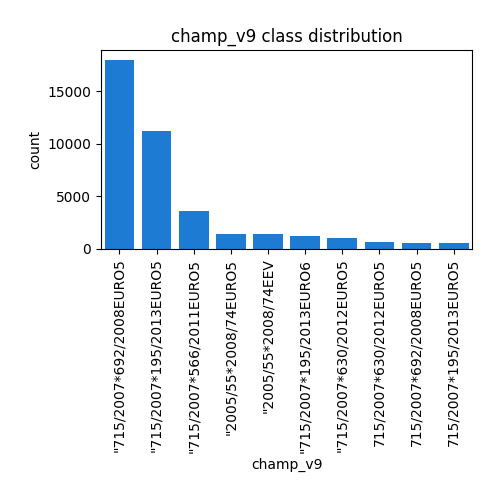 champ_v9 class distribution
count
15000
10000
5000
0
"715/2007*692/2008EURO5
"715/2007*195/2013EURO5
"715/2007*566/2011EURO5
"2005/55*2008/74EURO5
"2005/55*2008/74EEV
"715/2007*195/2013EURO6
"715/2007*630/2012EURO5
715/2007*630/2012EURO5
715/2007*692/2008EURO5
715/2007*195/2013EURO5
champ_v9